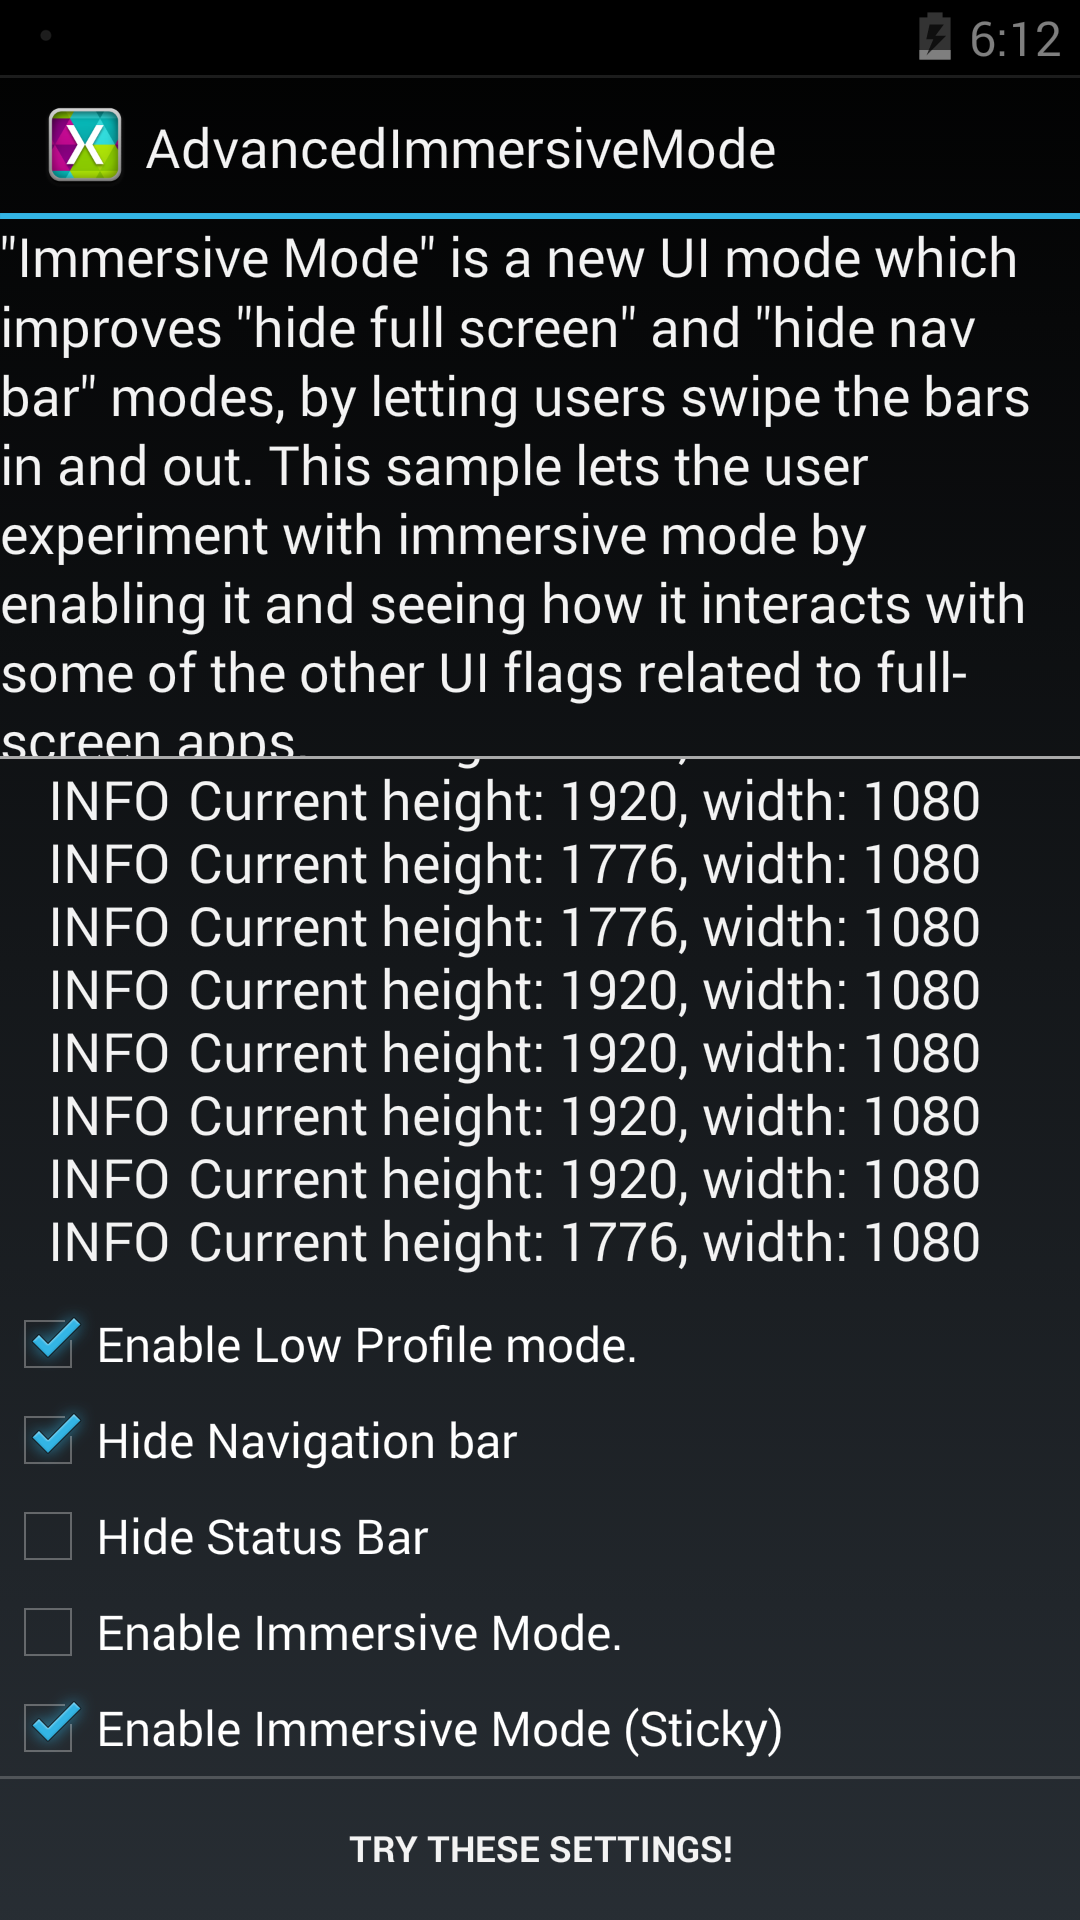 6:12
X AdvancedImmersiveMode
"Immersive Mode" is a new UI mode which
improves "hide full screen" and "hide nav
bar" modes, by letting users swipe the bars
in and out. This sample lets the user
experiment with immersive mode by
enabling it and seeing how it interacts with
some of the other UI flags related to full-
screen apps.
INFO Current height: 1920, width: 1080
INFO Current height: 1776, width: 1080
INFO Current height: 1776, width: 1080
INFO Current height: 1920, width: 1080
INFO Current height: 1920, width: 1080
INFO Current height: 1920, width: 1080
INFO Current height: 1920, width: 1080
INFO Current height: 1776, width: 1080
Enable Low Profile mode.
Hide Navigation bar
Hide Status Bar
Enable Immersive Mode.
Enable Immersive Mode (Sticky)
TRY THESE SETTINGS!